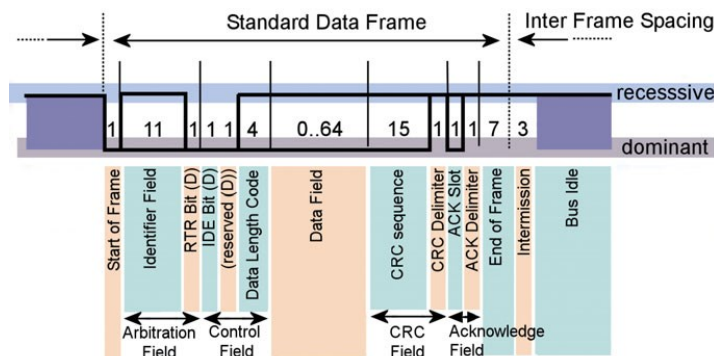 Standard Data Frame
Inter Frame Spacing
recesssive
1 11 1 1 1 4 0..64 15 1 1 1 7 3
dominant
Start of Frame
Identifier Field
RTR Bit (D)
IDE Bit (D)
(reserved (D))
Data Length Code
Data Field
CRC sequence
CRC Delimiter
ACK Slot
ACK Delimiter
End of Frame
Intermission
Bus Idle
Arbitration
Field
Control
Field
CRC
Field
Acknowledge
Field